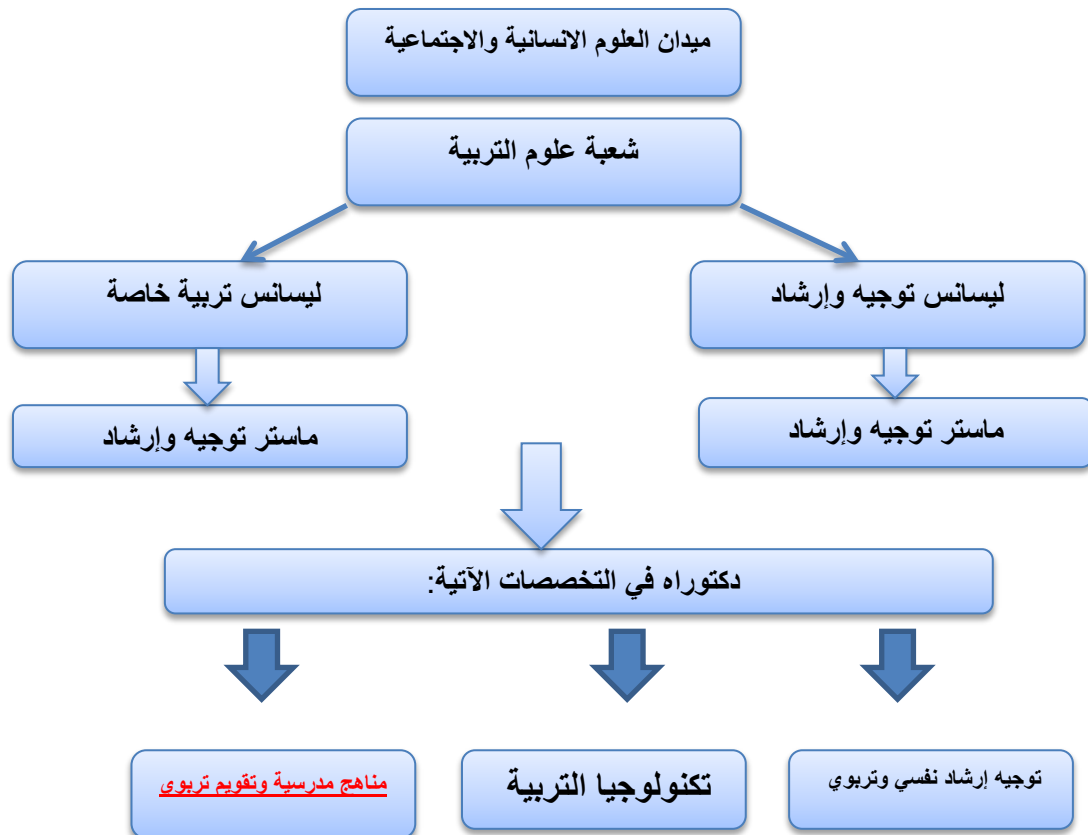 ميدان العلوم الانسانية والاجتماعية
شعبة علوم التربية
ليسانس توجيه وإرشاد
ليسانس تربية خاصة
ماستر توجيه وإرشاد
ماستر توجيه وإرشاد
دكتوراه في التخصصات الآتية:
توجيه إرشاد نفسي وتربوي
تكنولوجيا التربية
مناهج مدرسية وتقويم تربوي